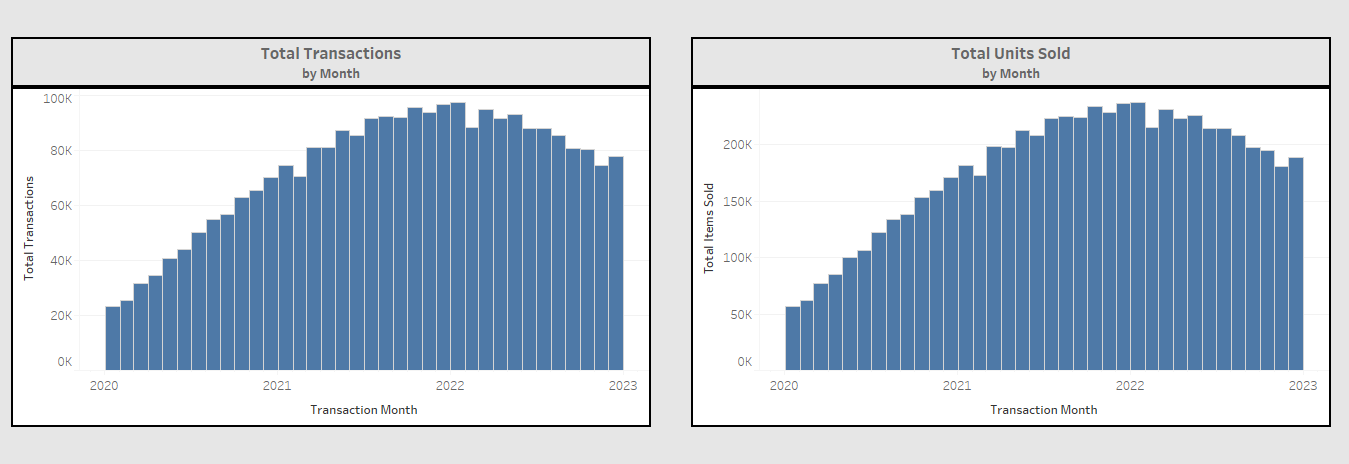 Total Transactions
by Month
100K
80K
60K
40K
20K
0K
Total Transactions
2020
2021
2022
2023
Transaction Month
Total Units Sold
by Month
200K
150K
100K
50K
0K
Total Items Sold
2020
2021
2022
2023
Transaction Month